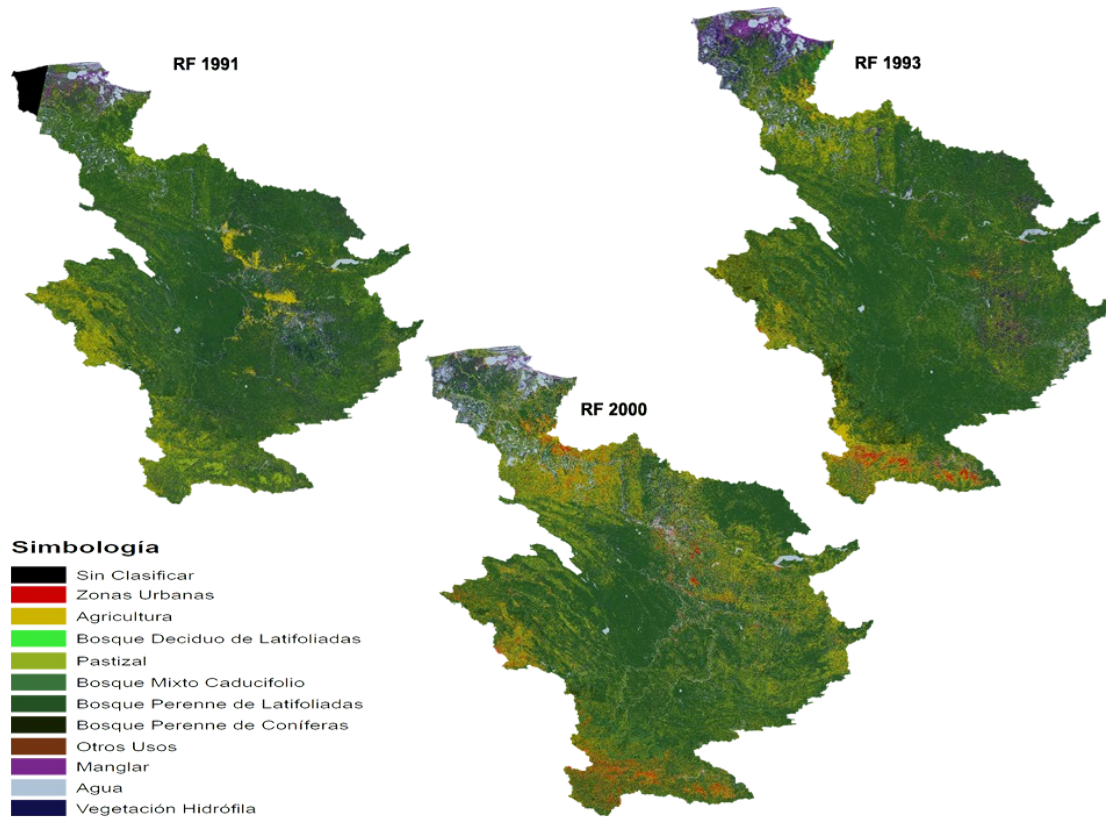 RF 1991
RF 1993
RF 2000
Simbología
Sin Clasificar
Zonas Urbanas
Agricultura
Bosque Deciduo de Latifoliadas
Pastizal
Bosque Mixto Caducifolio
Bosque Perenne de Latifoliadas
Bosque Perenne de Coníferas
Otros Usos
Manglar
Agua
Vegetación Hidrófila